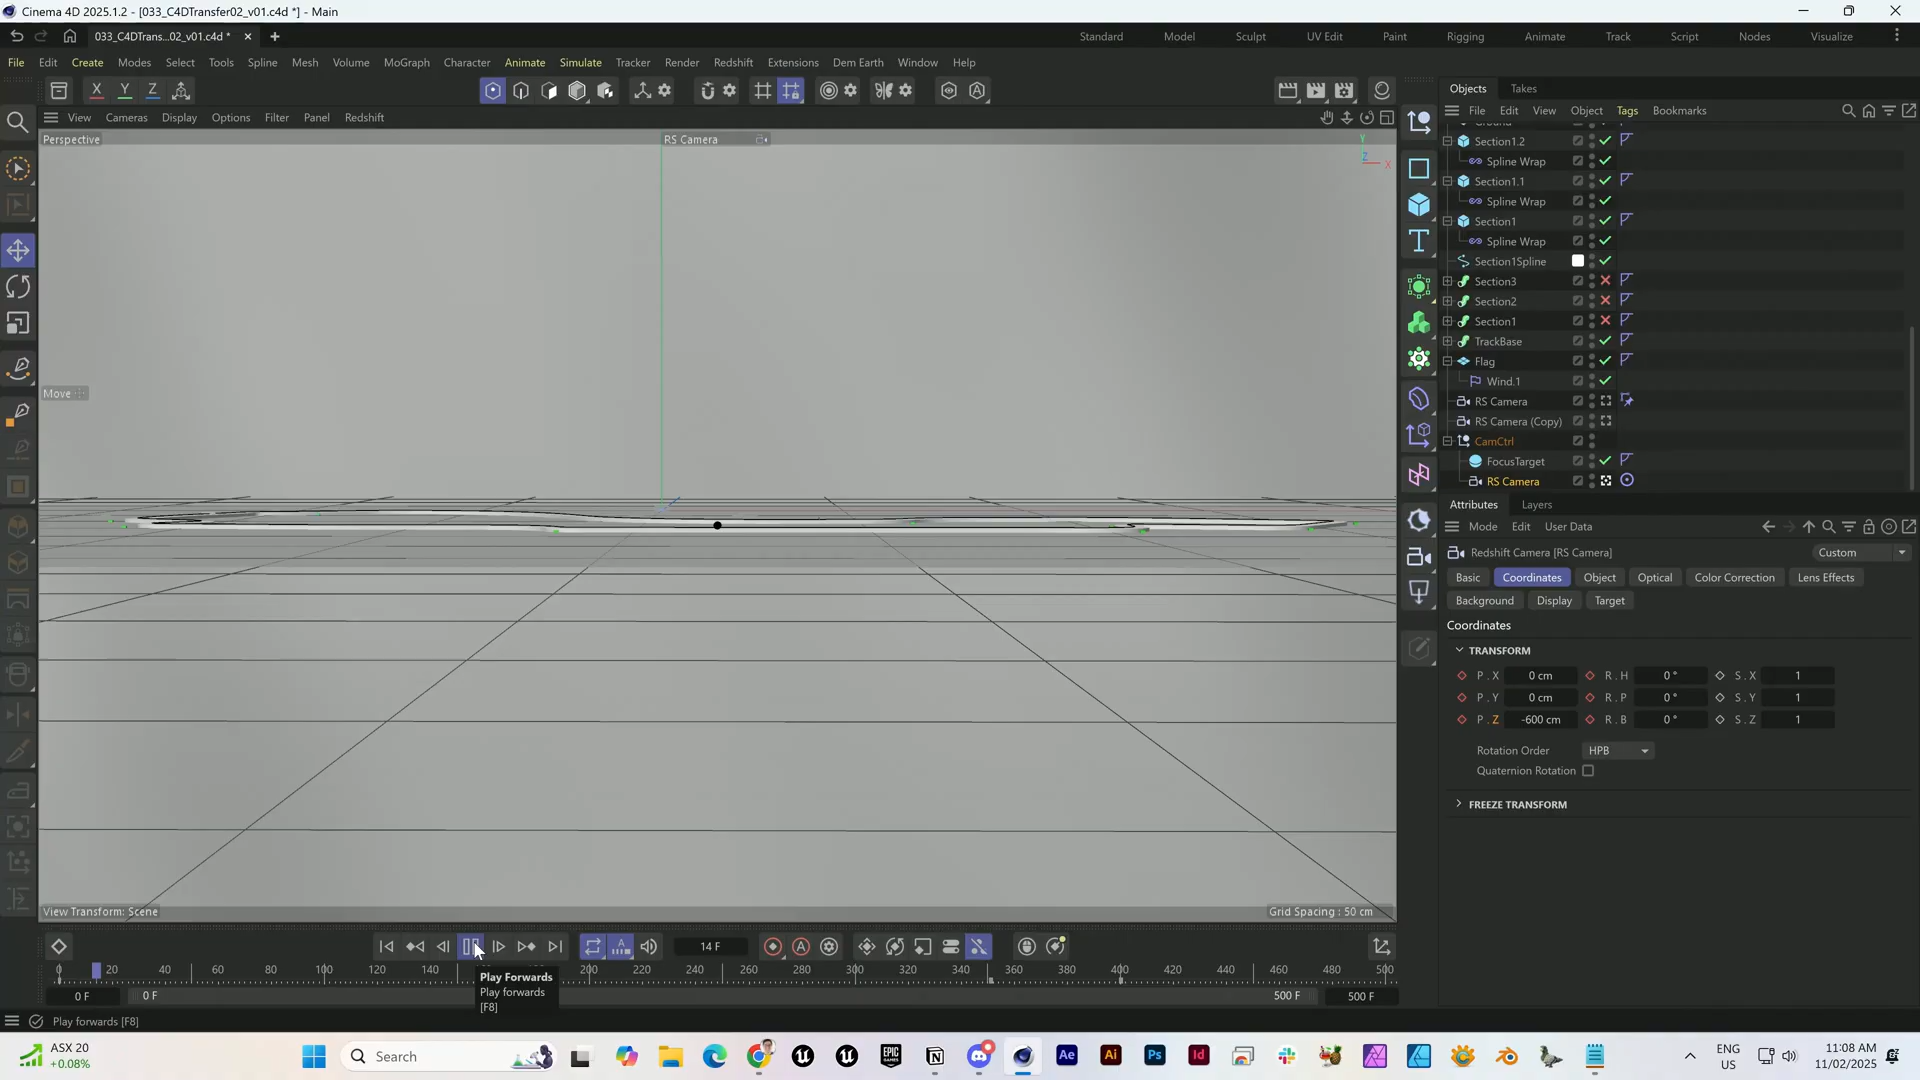 Cinema 4D 2025.1.2 - [033_C4DTransfer02_v01.c4d *] - Main
033_C4DTrans...02_v01.c4d *
Standard Model Sculpt UV Edit Paint Rigging Animate Track Script Nodes Visualize
File Edit Create Modes Select Tools Spline Mesh Volume MoGraph Character Animate Simulate Tracker Render Redshift Extensions Dem Earth Window Help
X Y Z
Objects Takes
File Edit View Object Tags Bookmarks
View Cameras Display Options Filter Panel Redshift
Perspective
RS Camera
Y
Z
X
Move
View Transform: Scene
Grid Spacing : 50 cm
Section1.2
Spline Wrap
Section1.1
Spline Wrap
Section1
Spline Wrap
Section1Spline
Section3
Section2
Section1
TrackBase
Flag
Wind.1
RS Camera
RS Camera (Copy)
CamCtrl
FocusTarget
RS Camera
Attributes Layers
Mode Edit User Data
Redshift Camera [RS Camera]
Custom
Basic Coordinates Object Optical Color Correction Lens Effects
Background Display Target
Coordinates
TRANSFORM
P . X 0 cm R . H 0 ° S . X 1
P . Y 0 cm R . P 0 ° S . Y 1
P . Z -600 cm R . B 0 ° S . Z 1
Rotation Order HPB
Quaternion Rotation
FREEZE TRANSFORM
14 F
0 20 40 60 80 100 120 140 200 220 240 260 280 300 320 340 360 380 400 420 440 460 480 500
Play Forwards
Play forwards
[F8]
0 F
0 F
500 F
500 F
Play forwards [F8]
ASX 20
+0.08%
Search
Ae Ai Ps Id
ENG
US
11:08 AM
11/02/2025